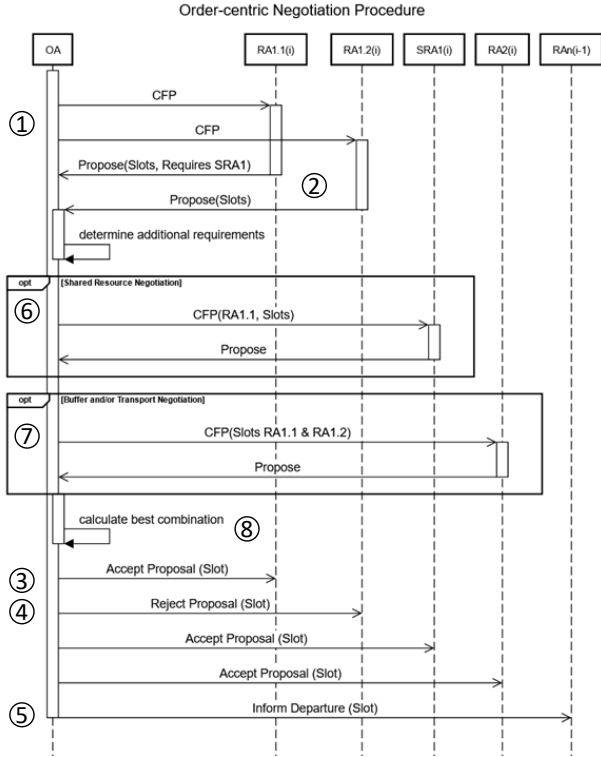 Order-centric Negotiation Procedure
OA
RA1.1(i)
RA1.2(i)
SRA1(i)
RA2(i)
RAn(i-1)
CFP
①
CFP
Propose(Slots, Requires SRA1)
②
Propose(Slots)
determine additional requirements
opt
[Shared Resource Negotiation]
⑥
CFP(RA1.1, Slots)
Propose
opt
[Buffer and/or Transport Negotiation]
⑦
CFP(Slots RA1.1 & RA1.2)
Propose
calculate best combination
⑧
③
Accept Proposal (Slot)
④
Reject Proposal (Slot)
Accept Proposal (Slot)
Accept Proposal (Slot)
⑤
Inform Departure (Slot)